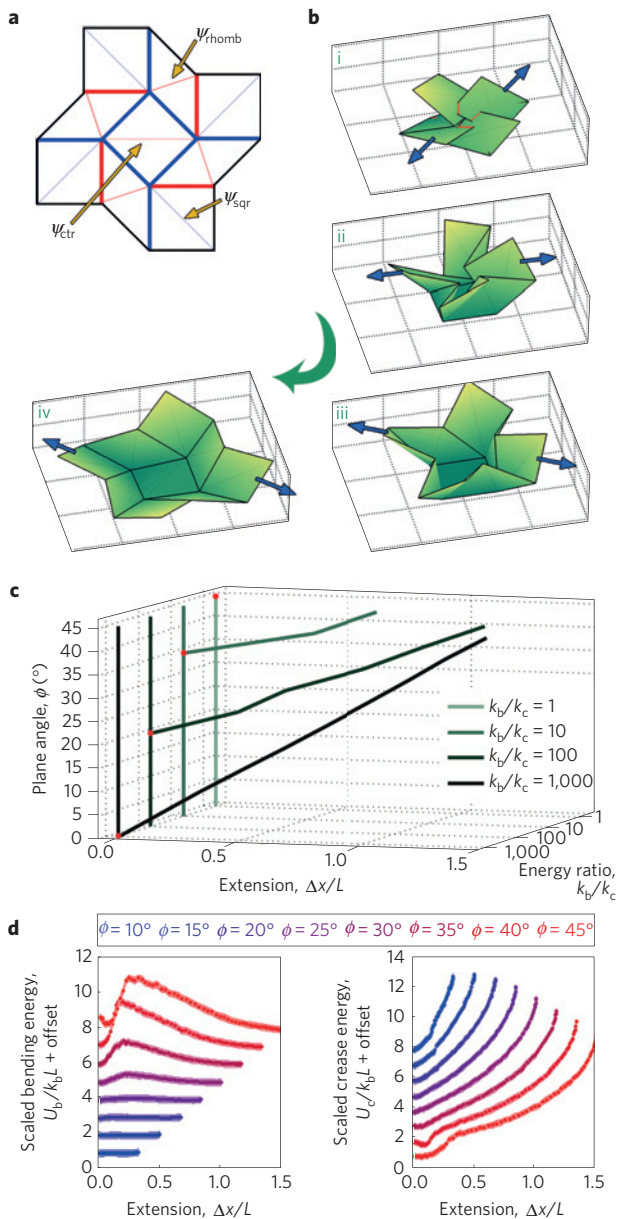 a
ψrhomb
ψsqr
ψctr
b
i
ii
iii
iv
c
Plane angle, ϕ (°)
45
40
35
30
25
20
15
10
5
0
0.0
0.5
1.0
1.5
Extension, Δx/L
kb/kc = 1
kb/kc = 10
kb/kc = 100
kb/kc = 1,000
1,000
100
10
1
Energy ratio,
kb/kc
d
ϕ = 10° ϕ = 15° ϕ = 20° ϕ = 25° ϕ = 30° ϕ = 35° ϕ = 40° ϕ = 45°
Scaled bending energy,
Ub/kbL + offset
12
10
8
6
4
2
0
0.0 0.5 1.0 1.5
Extension, Δx/L
Scaled crease energy,
Uc/kbL + offset
14
12
10
8
6
4
2
0
0.0 0.5 1.0 1.5
Extension, Δx/L